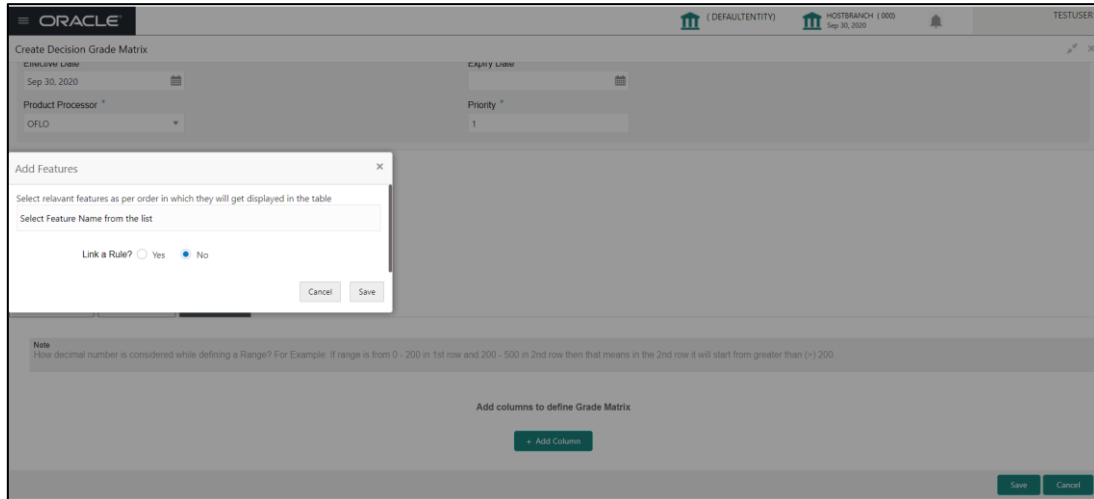 ORACLE
( DEFAULTENTITY)
HOSTBRANCH ( 000)
Sep 30, 2020
TESTUSER
Create Decision Grade Matrix
Effective Date
Expiry Date
Sep 30, 2020
Product Processor *
Priority *
OFLO
1
Add Features
Select relavant features as per order in which they will get displayed in the table
Select Feature Name from the list
Link a Rule? Yes No
Cancel Save
Note
How decimal number is considered while defining a Range? For Example: If range is from 0 - 200 in 1st row and 200 - 500 in 2nd row then that means in the 2nd row it will start from greater than (>) 200.
Add columns to define Grade Matrix
+ Add Column
Save Cancel